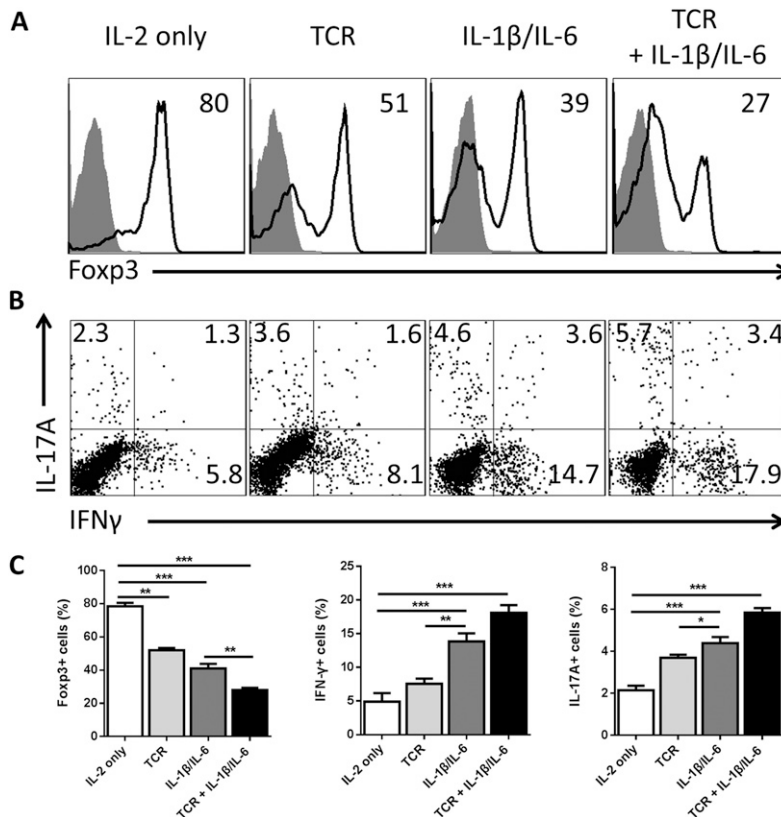 A
IL-2 only
TCR
IL-1β/IL-6
TCR
+ IL-1β/IL-6
80
51
39
27
Foxp3
B
IL-17A
2.3
1.3
5.8
3.6
1.6
8.1
4.6
3.6
14.7
5.7
3.4
17.9
IFNγ
C
Foxp3+ cells (%)
100
80
60
40
20
0
***
***
**
**
IL-2 only
TCR
IL-1β/IL-6
TCR + IL-1β/IL-6
IFN-γ+ cells (%)
25
20
15
10
5
0
***
***
**
IL-2 only
TCR
IL-1β/IL-6
TCR + IL-1β/IL-6
IL-17A+ cells (%)
8
6
4
2
0
***
***
*
IL-2 only
TCR
IL-1β/IL-6
TCR + IL-1β/IL-6